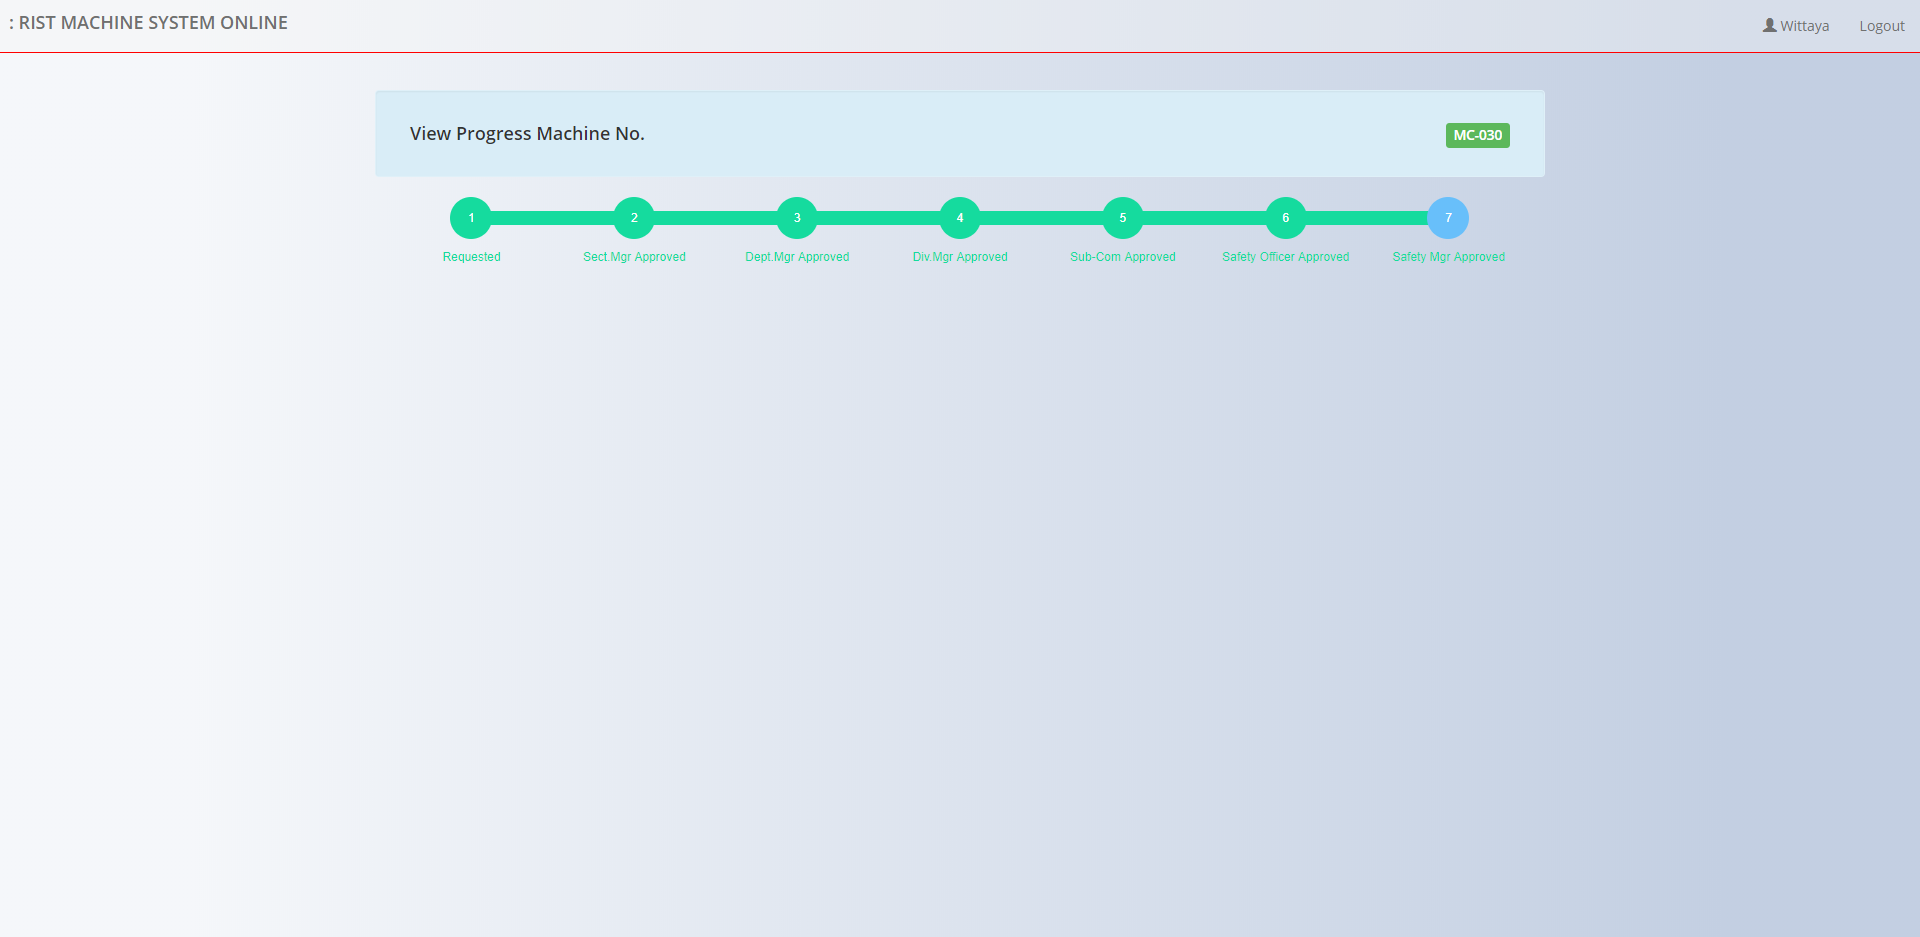 : RIST MACHINE SYSTEM ONLINE
Wittaya
Logout
View Progress Machine No.
MC-030
1
2
3
4
5
6
7
Requested
Sect.Mgr Approved
Dept.Mgr Approved
Div.Mgr Approved
Sub-Com Approved
Safety Officer Approved
Safety Mgr Approved